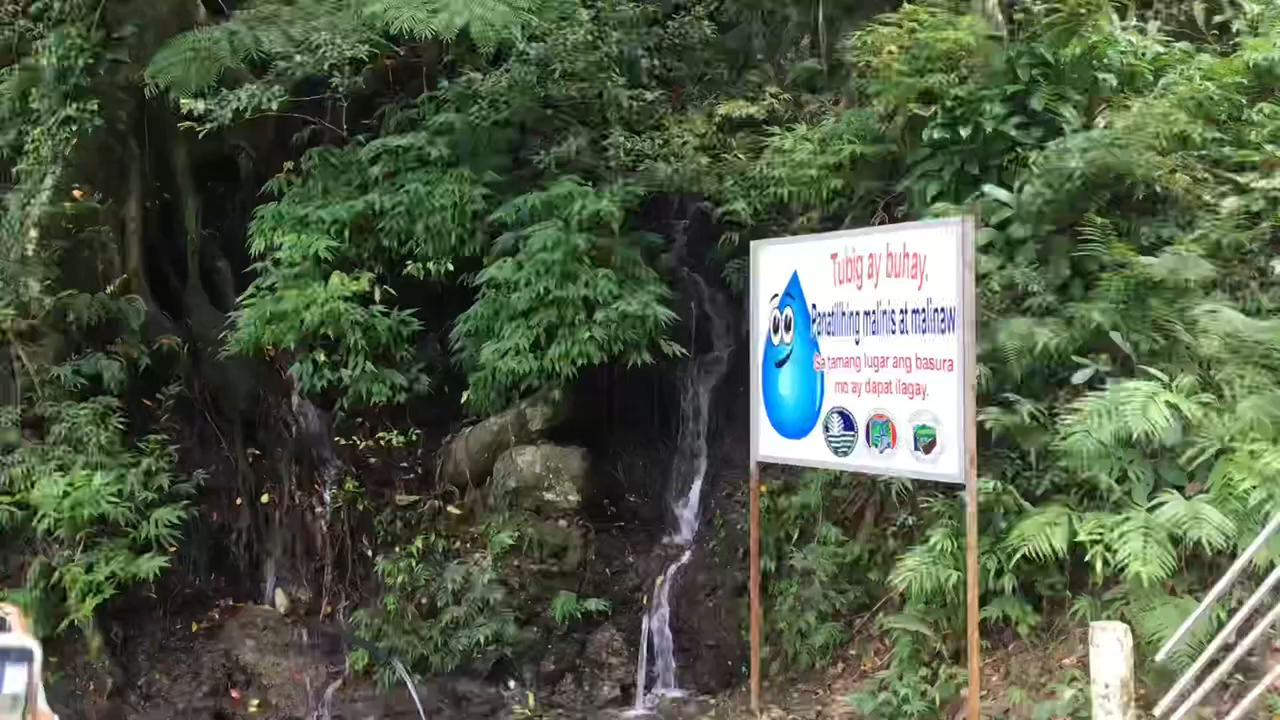 Tubig ay buhay.
Panatilihing malinis at malinaw
Sa tamang lugar ang basura
mo ay dapat ilagay.